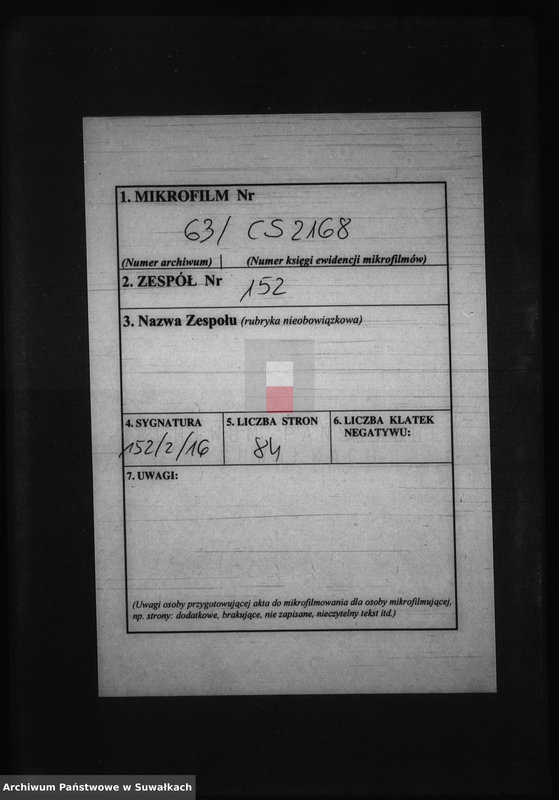 1. MIKROFILM Nr
63/ CS2168
(Numer archiwum) | (Numer księgi ewidencji mikrofilmów)
2. ZESPÓŁ Nr 152
3. Nazwa Zespołu (rubryka nieobowiązkowa)
4. SYGNATURA 5. LICZBA STRON 6. LICZBA KLATEK
NEGATYWU:
152/2/16 84
7. UWAGI:
(Uwagi osoby przygotowującej akta do mikrofilmowania dla osoby mikrofilmującej,
np. strony: dodatkowe, brakujące, nie zapisane, nieczytelny tekst itd.)
Archiwum Państwowe w Suwałkach